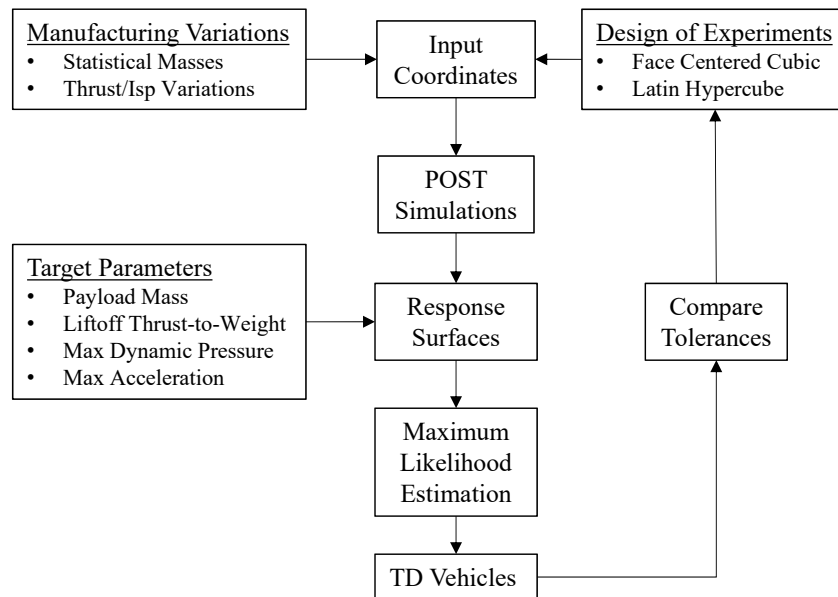 Manufacturing Variations
• Statistical Masses
• Thrust/Isp Variations
Input
Coordinates
Design of Experiments
• Face Centered Cubic
• Latin Hypercube
POST
Simulations
Target Parameters
• Payload Mass
• Liftoff Thrust-to-Weight
• Max Dynamic Pressure
• Max Acceleration
Response
Surfaces
Compare
Tolerances
Maximum
Likelihood
Estimation
TD Vehicles